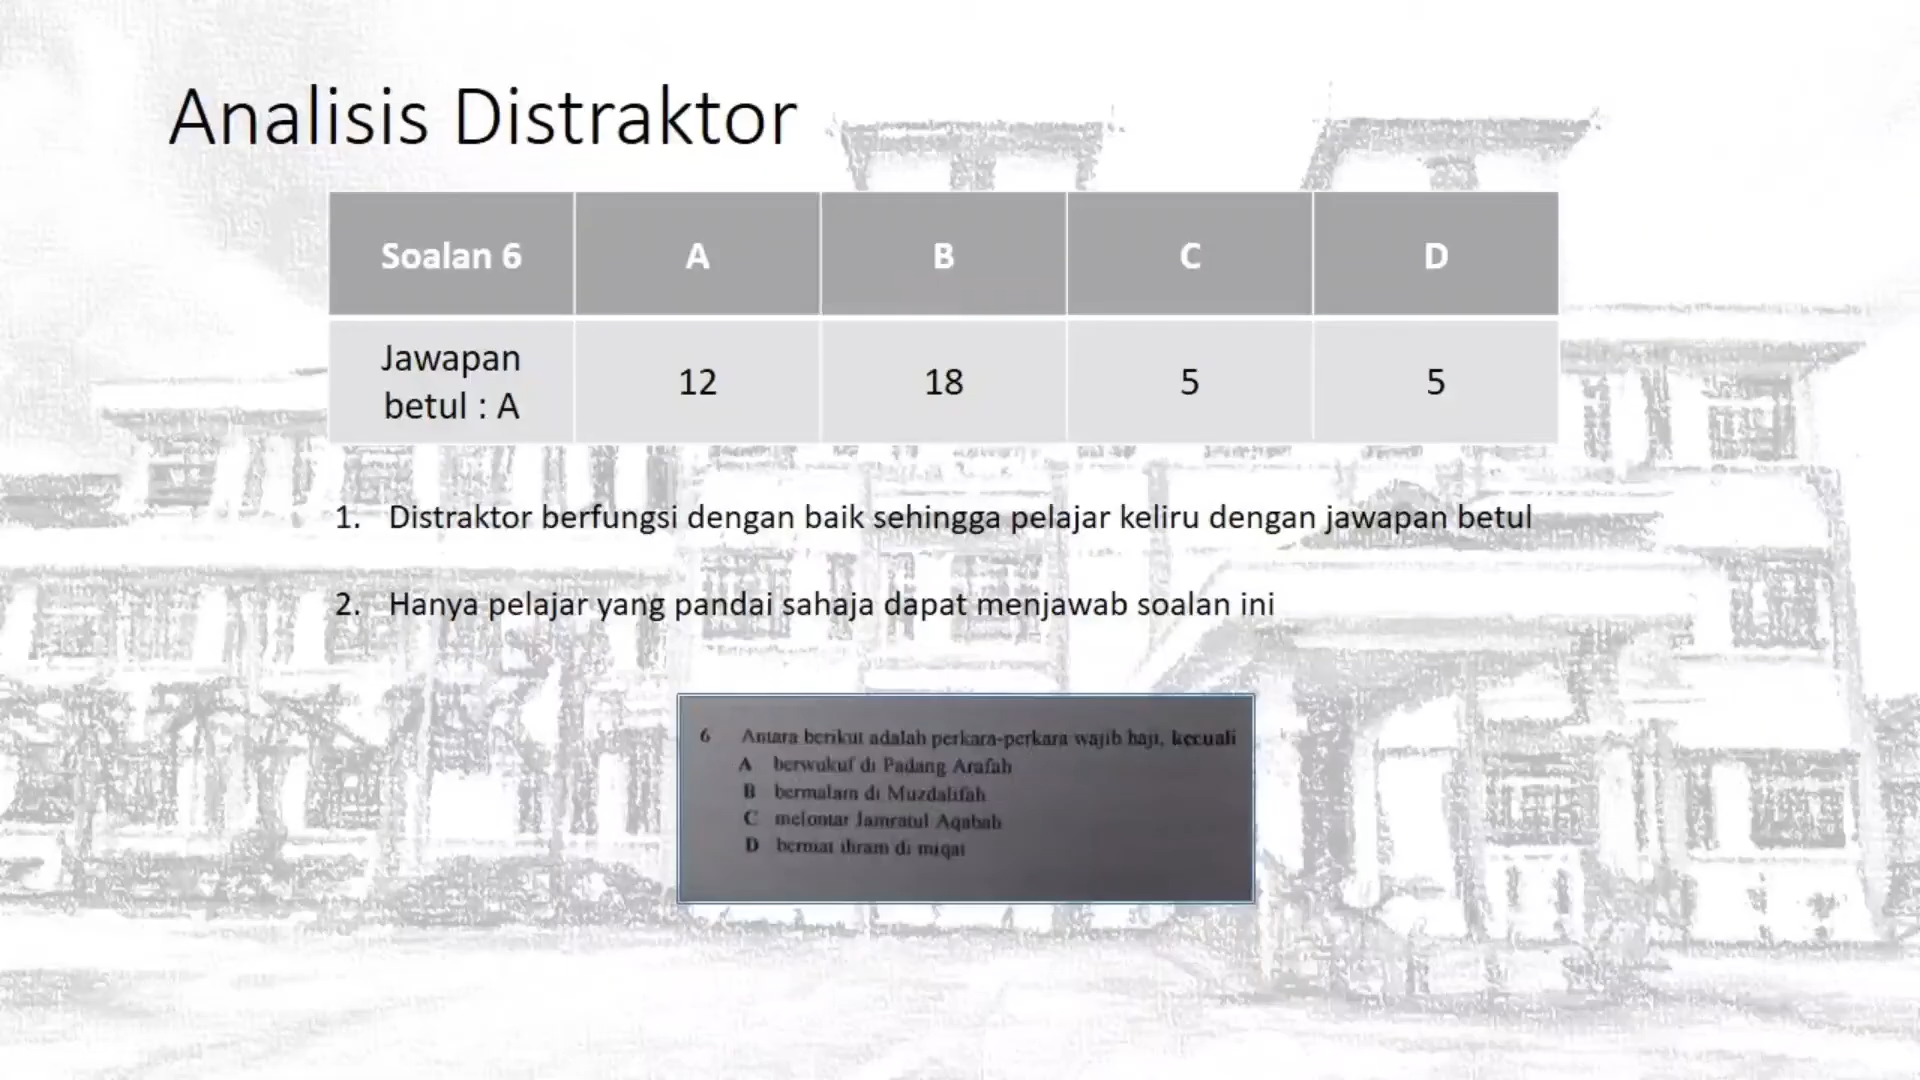 Analisis Distraktor
Soalan 6 A B C D
Jawapan
betul : A 12 18 5 5
1. Distraktor berfungsi dengan baik sehingga pelajar keliru dengan jawapan betul
2. Hanya pelajar yang pandai sahaja dapat menjawab soalan ini
6 Antara berikut adalah perkara-perkara wajib haji, kecuali
A berwukuf di Padang Arafah
B bermalam di Muzdalifah
C melontar Jamratul Aqabah
D berniat ihram di miqat